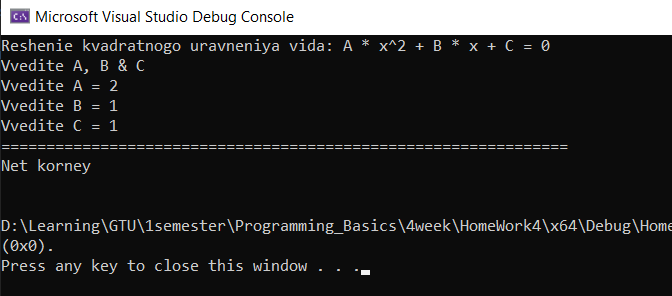 C:\ Microsoft Visual Studio Debug Console
Reshenie kvadratnogo uravneniya vida: A * x^2 + B * x + C = 0
Vvedite A, B & C
Vvedite A = 2
Vvedite B = 1
Vvedite C = 1
===============================================================
Net korney
D:\Learning\GTU\1semester\Programming_Basics\4week\HomeWork4\x64\Debug\Home
(0x0).
Press any key to close this window . . .